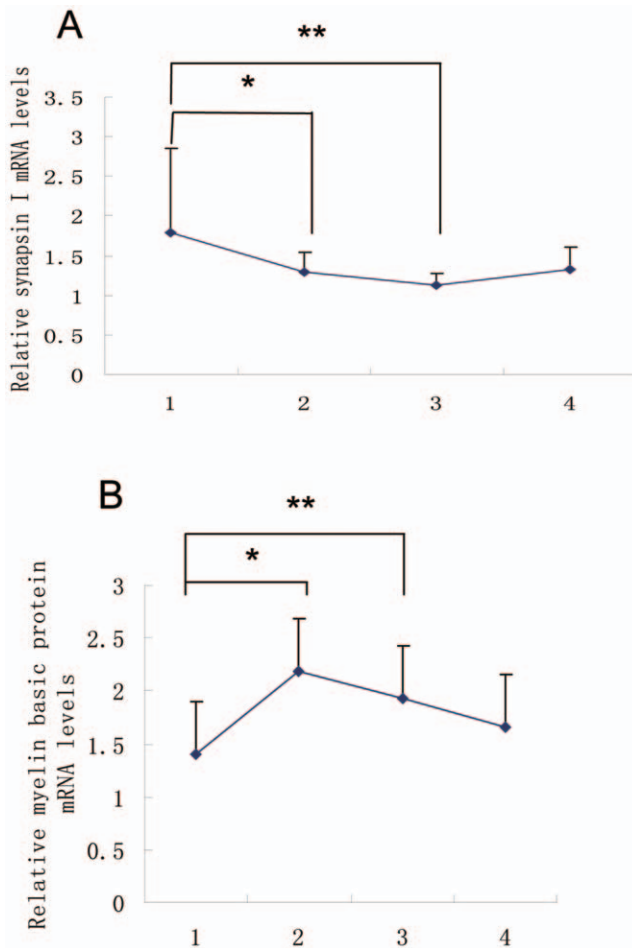 A
**
*
Relative synapsin I mRNA levels
3.5
3
2.5
2
1.5
1
0.5
0
1 2 3 4
B
**
*
Relative myelin basic protein
mRNA levels
3
2.5
2
1.5
1
0.5
0
1 2 3 4